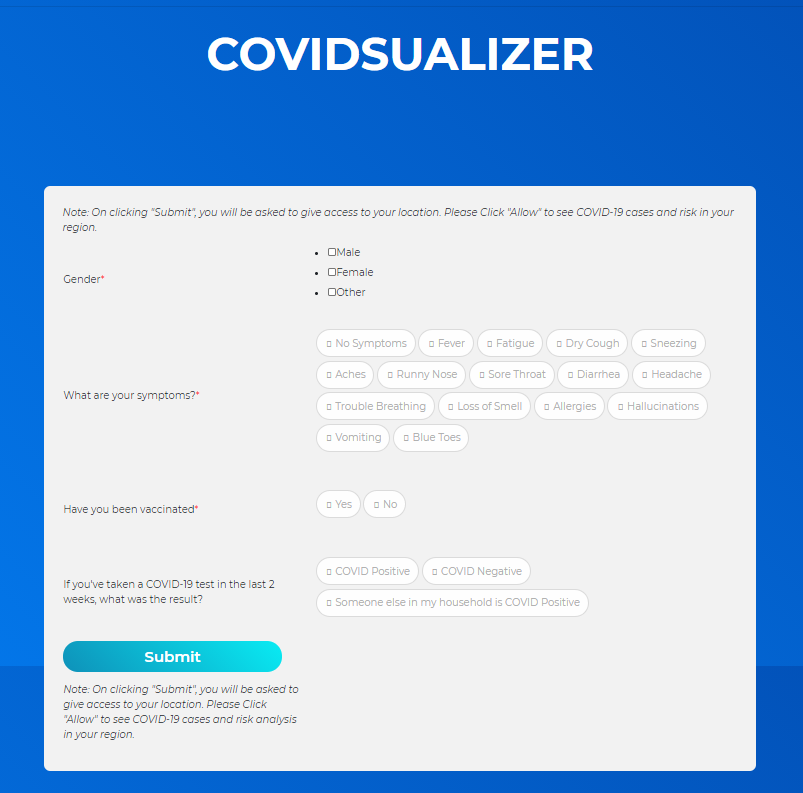 COVIDSUALIZER
Note: On clicking "Submit", you will be asked to give access to your location. Please Click "Allow" to see COVID-19 cases and risk in your
region.
Male
Gender*
Female
Other
No Symptoms Fever Fatigue Dry Cough Sneezing
Aches Runny Nose Sore Throat Diarrhea Headache
What are your symptoms?*
Trouble Breathing Loss of Smell Allergies Hallucinations
Vomiting Blue Toes
Have you been vaccinated*
Yes No
COVID Positive COVID Negative
If you've taken a COVID-19 test in the last 2
weeks, what was the result?
Someone else in my household is COVID Positive
Submit
Note: On clicking "Submit", you will be asked to
give access to your location. Please Click
"Allow" to see COVID-19 cases and risk analysis
in your region.